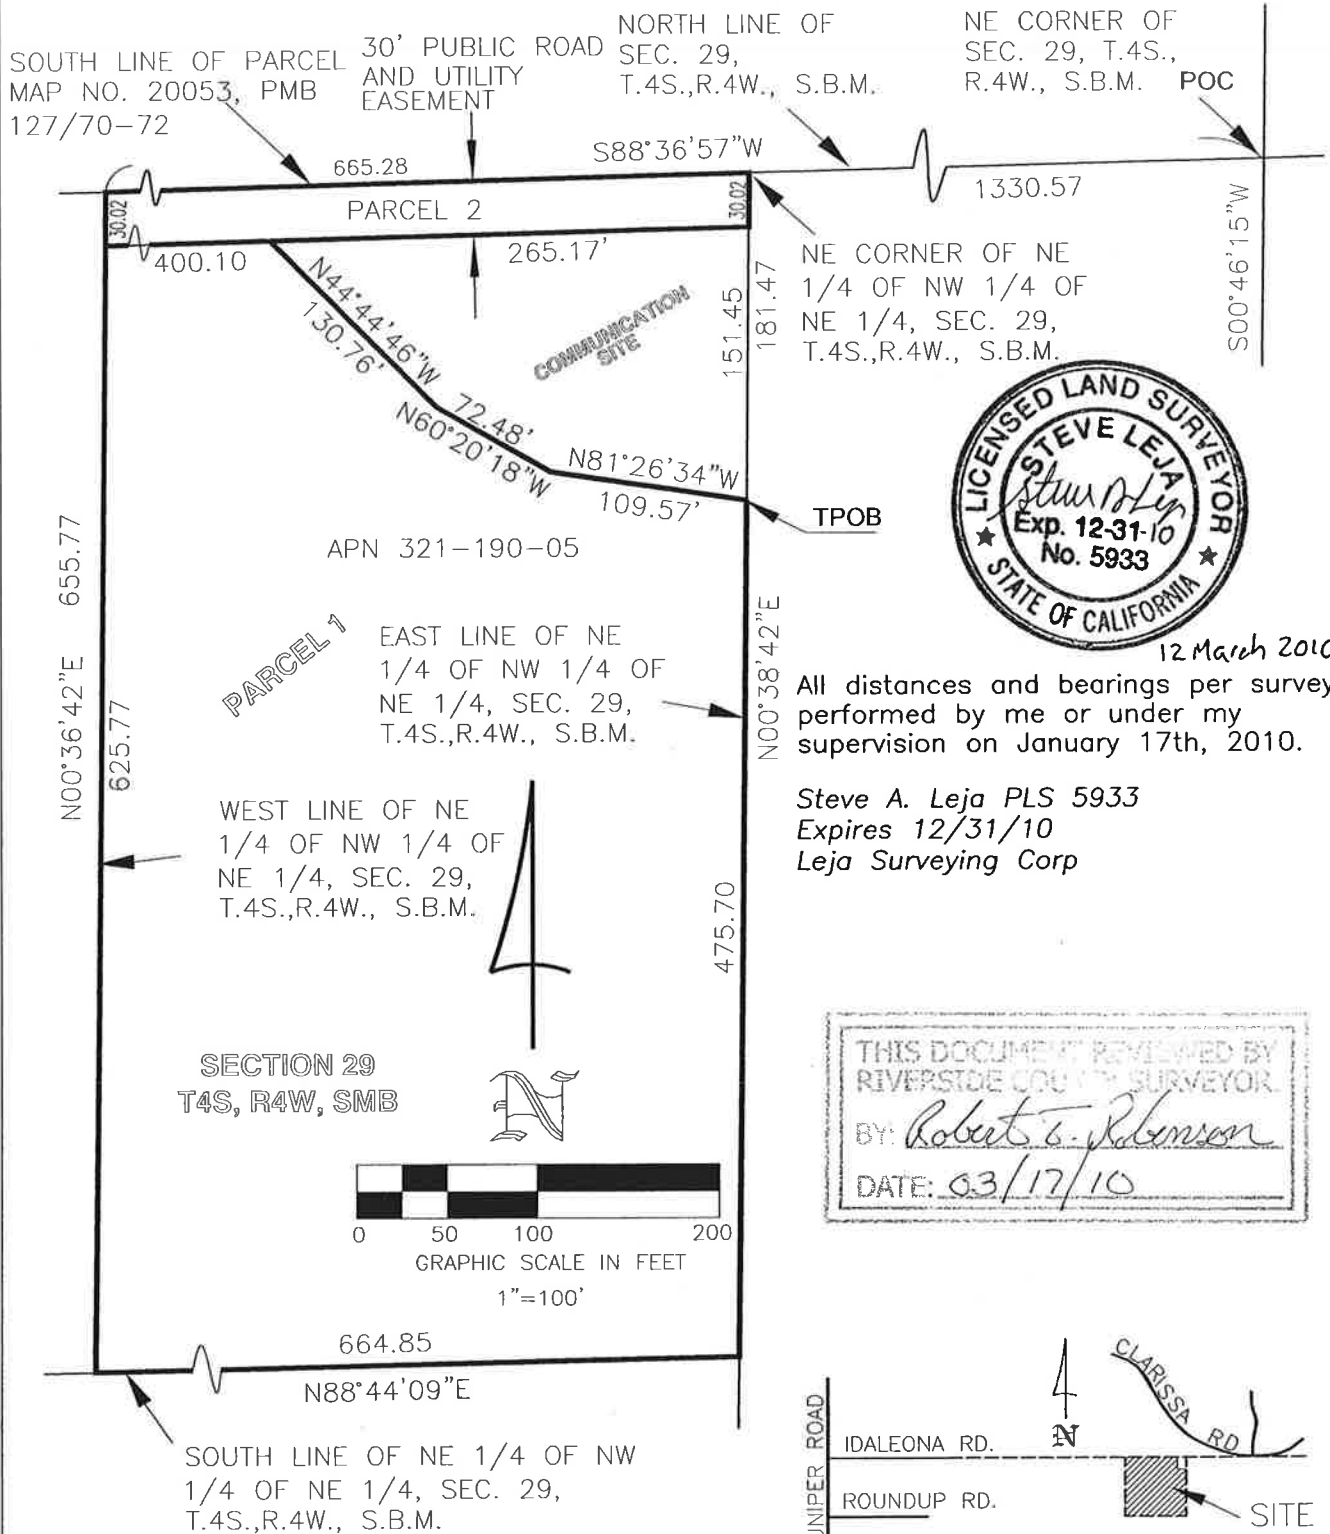 SOUTH LINE OF PARCEL
MAP NO. 20053, PMB
127/70-72
30' PUBLIC ROAD
AND UTILITY
EASEMENT
NORTH LINE OF
SEC. 29,
T.4S.,R.4W., S.B.M.
NE CORNER OF
SEC. 29, T.4S.,
R.4W., S.B.M.
POC
665.28
S88°36'57"W
1330.57
30.02
PARCEL 2
30.02
400.10
265.17'
S00°46'15"W
NE CORNER OF NE
1/4 OF NW 1/4 OF
NE 1/4, SEC. 29,
T.4S.,R.4W., S.B.M.
N44°44'46"W
130.76'
COMMUNICATION
SITE
151.45
181.47
72.48'
N60°20'18"W
N81°26'34"W
109.57'
TPOB
LICENSED LAND SURVEYOR
STEVE LEJA
Exp. 12-31-10
No. 5933
STATE OF CALIFORNIA
12 March 2010
APN 321-190-05
N00°36'42"E 655.77
625.77
PARCEL 1
EAST LINE OF NE
1/4 OF NW 1/4 OF
NE 1/4, SEC. 29,
T.4S.,R.4W., S.B.M.
N00°38'42"E
All distances and bearings per survey
performed by me or under my
supervision on January 17th, 2010.
Steve A. Leja PLS 5933
Expires 12/31/10
Leja Surveying Corp
WEST LINE OF NE
1/4 OF NW 1/4 OF
NE 1/4, SEC. 29,
T.4S.,R.4W., S.B.M.
475.70
SECTION 29
T4S, R4W, SMB
N
THIS DOCUMENT REVIEWED BY
RIVERSIDE COUNTY SURVEYOR
BY: Robert T. Robinson
DATE: 03/17/10
0 50 100 200
GRAPHIC SCALE IN FEET
1"=100'
664.85
N88°44'09"E
SOUTH LINE OF NE 1/4 OF NW
1/4 OF NE 1/4, SEC. 29,
T.4S.,R.4W., S.B.M.
UNIPER ROAD
IDALEONA RD.
N
CLARISSA RD
ROUNDUP RD.
SITE